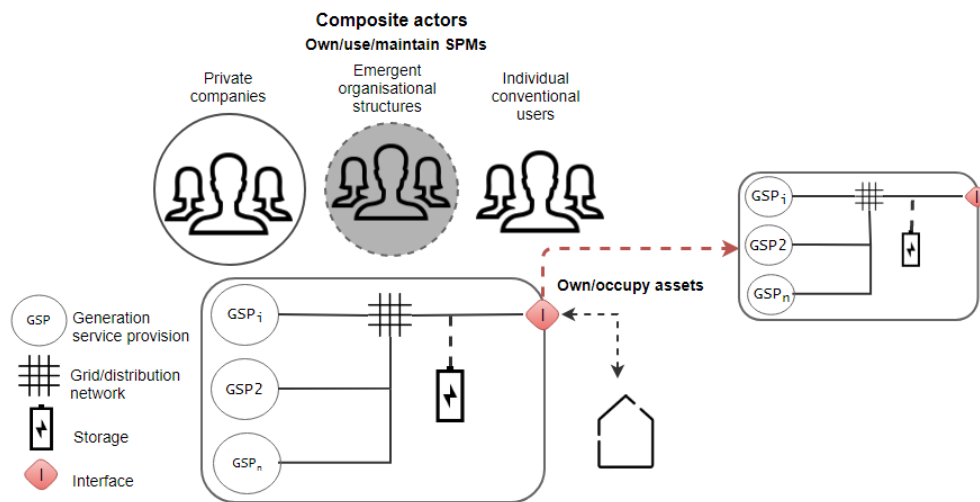 Composite actors
Own/use/maintain SPMs
Private
companies
Emergent
organisational
structures
Individual
conventional
users
GSPi
GSP2
GSPn
I
Own/occupy assets
GSPi
GSP2
GSPn
I
GSP
Generation
service provision
Grid/distribution
network
Storage
I
Interface